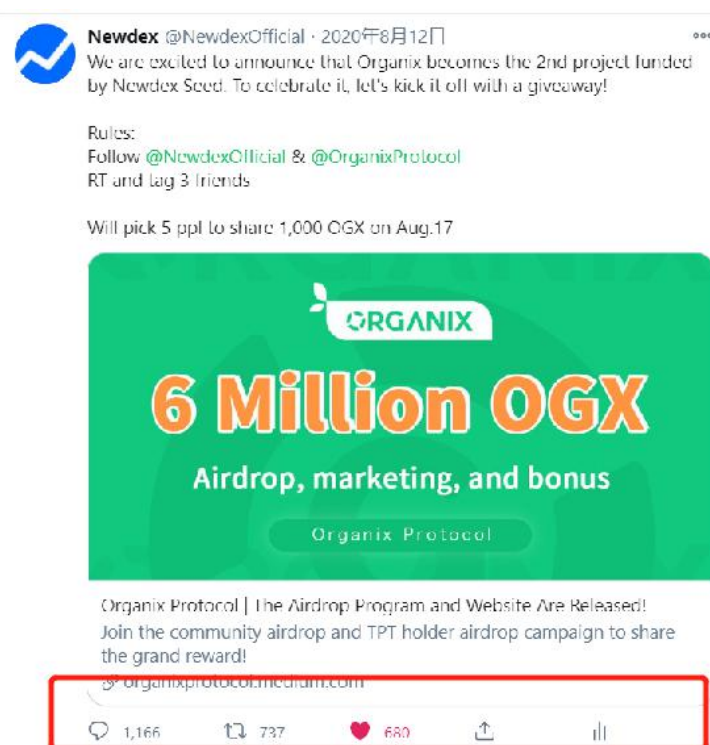 Newdex @NewdexOfficial · 2020年8月12日
We are excited to announce that Organix becomes the 2nd project funded
by Newdex Seed. To celebrate it, let's kick it off with a giveaway!
Rules:
Follow @NewdexOfficial & @OrganixProtocol
RT and tag 3 friends
Will pick 5 ppl to share 1,000 OGX on Aug.17
ORGANIX
6 Million OGX
Airdrop, marketing, and bonus
Organix Protocol
Organix Protocol | The Airdrop Program and Website Are Released!
Join the community airdrop and TPT holder airdrop campaign to share
the grand reward!
organixprotocol.medium.com
1,166 737 680